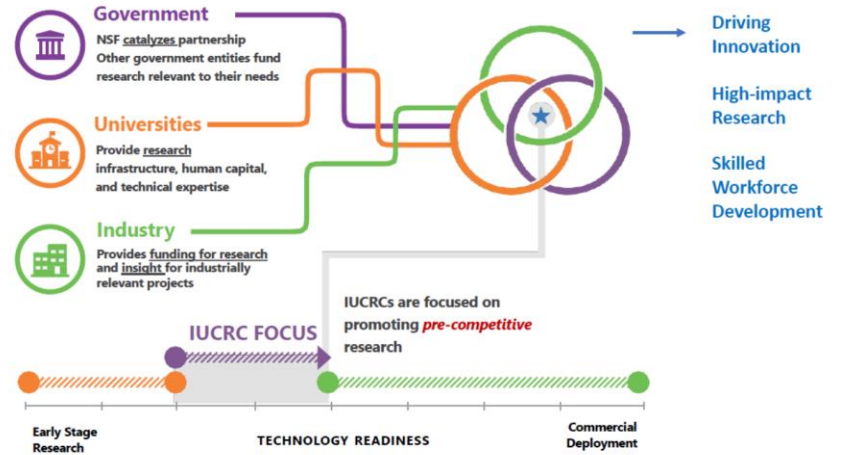 Government
NSF catalyzes partnership
Other government entities fund
research relevant to their needs
Universities
Provide research
infrastructure, human capital,
and technical expertise
Industry
Provides funding for research
and insight for industrially
relevant projects
Driving
Innovation
High-impact
Research
Skilled
Workforce
Development
IUCRCs are focused on
promoting pre-competitive
research
IUCRC FOCUS
Early Stage
Research
TECHNOLOGY READINESS
Commercial
Deployment